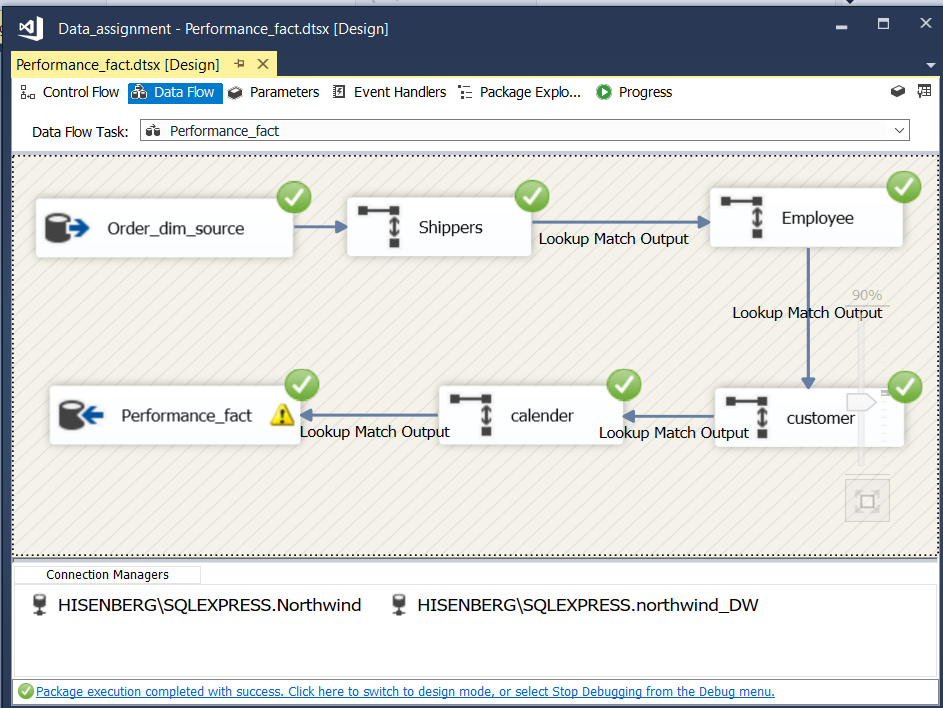 Data_assignment - Performance_fact.dtsx [Design]
Performance_fact.dtsx [Design]
Control Flow Data Flow Parameters Event Handlers Package Explo... Progress
Data Flow Task: Performance_fact
Order_dim_source
Shippers
Lookup Match Output
Employee
90%
Lookup Match Output
Performance_fact
Lookup Match Output
calender
Lookup Match Output
customer
Connection Managers
HISENBERG\SQLEXPRESS.Northwind HISENBERG\SQLEXPRESS.northwind_DW
Package execution completed with success. Click here to switch to design mode, or select Stop Debugging from the Debug menu.